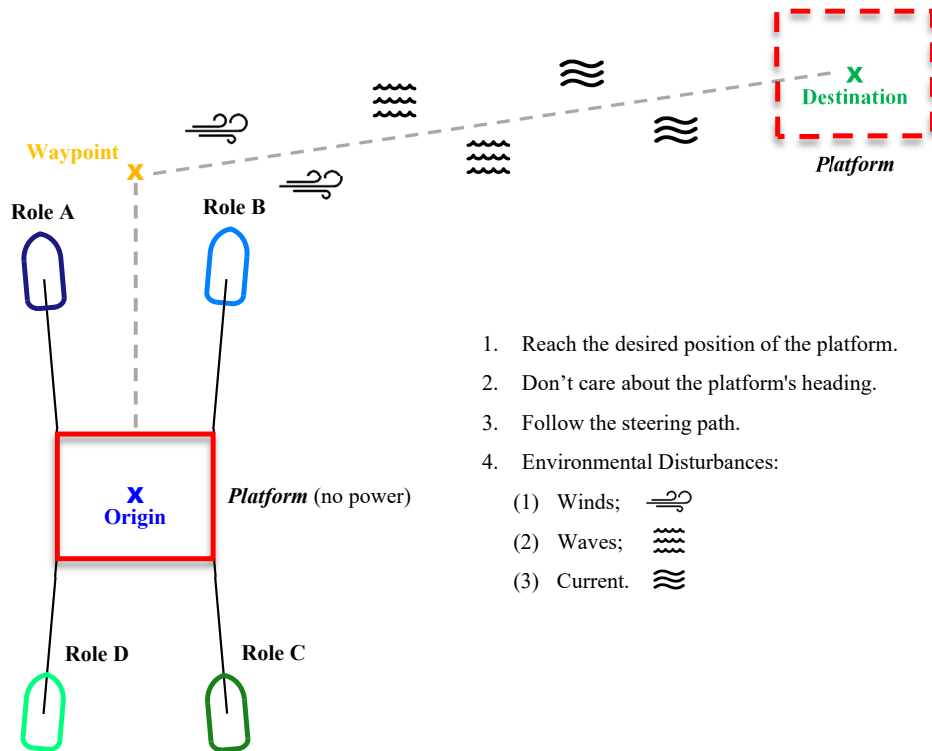 x
Destination
Platform
Waypoint
x
Role A
Role B
1. Reach the desired position of the platform.
2. Don’t care about the platform's heading.
3. Follow the steering path.
4. Environmental Disturbances:
(1) Winds;
(2) Waves;
(3) Current.
x
Origin
Platform (no power)
Role D
Role C